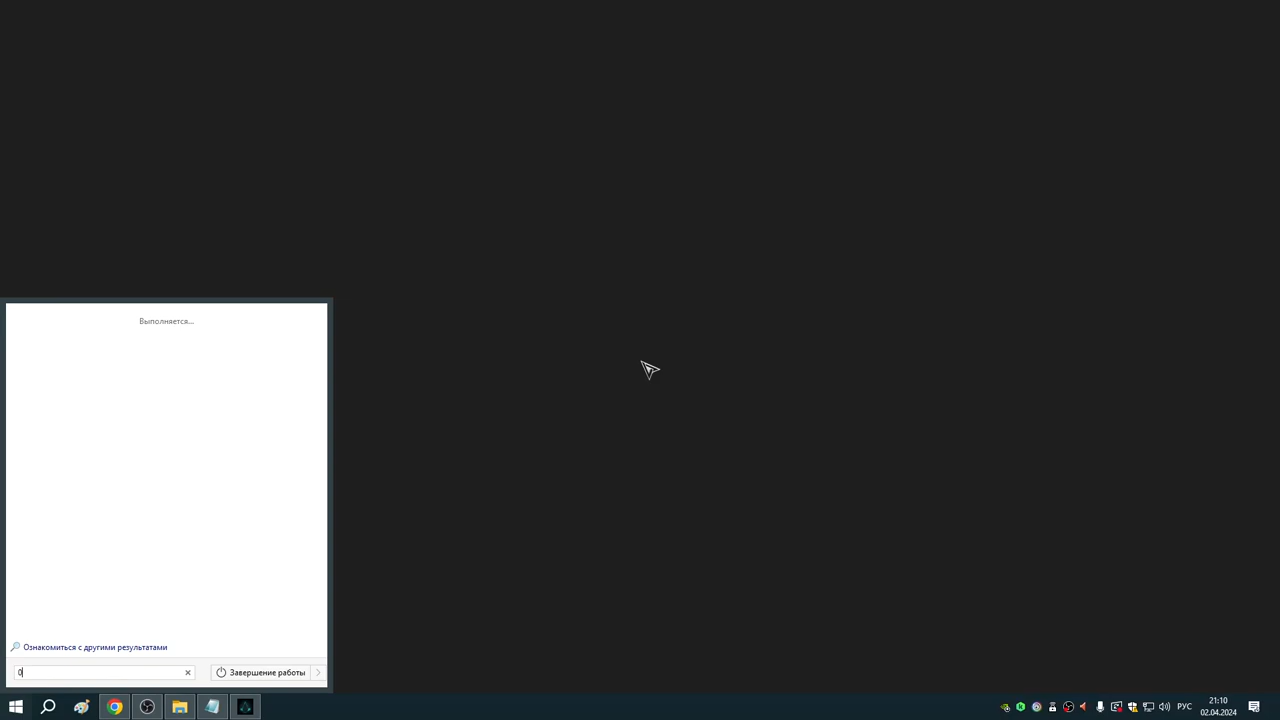 Выполняется...
Ознакомиться с другими результатами
0
Завершение работы
РУС
21:10
02.04.2024